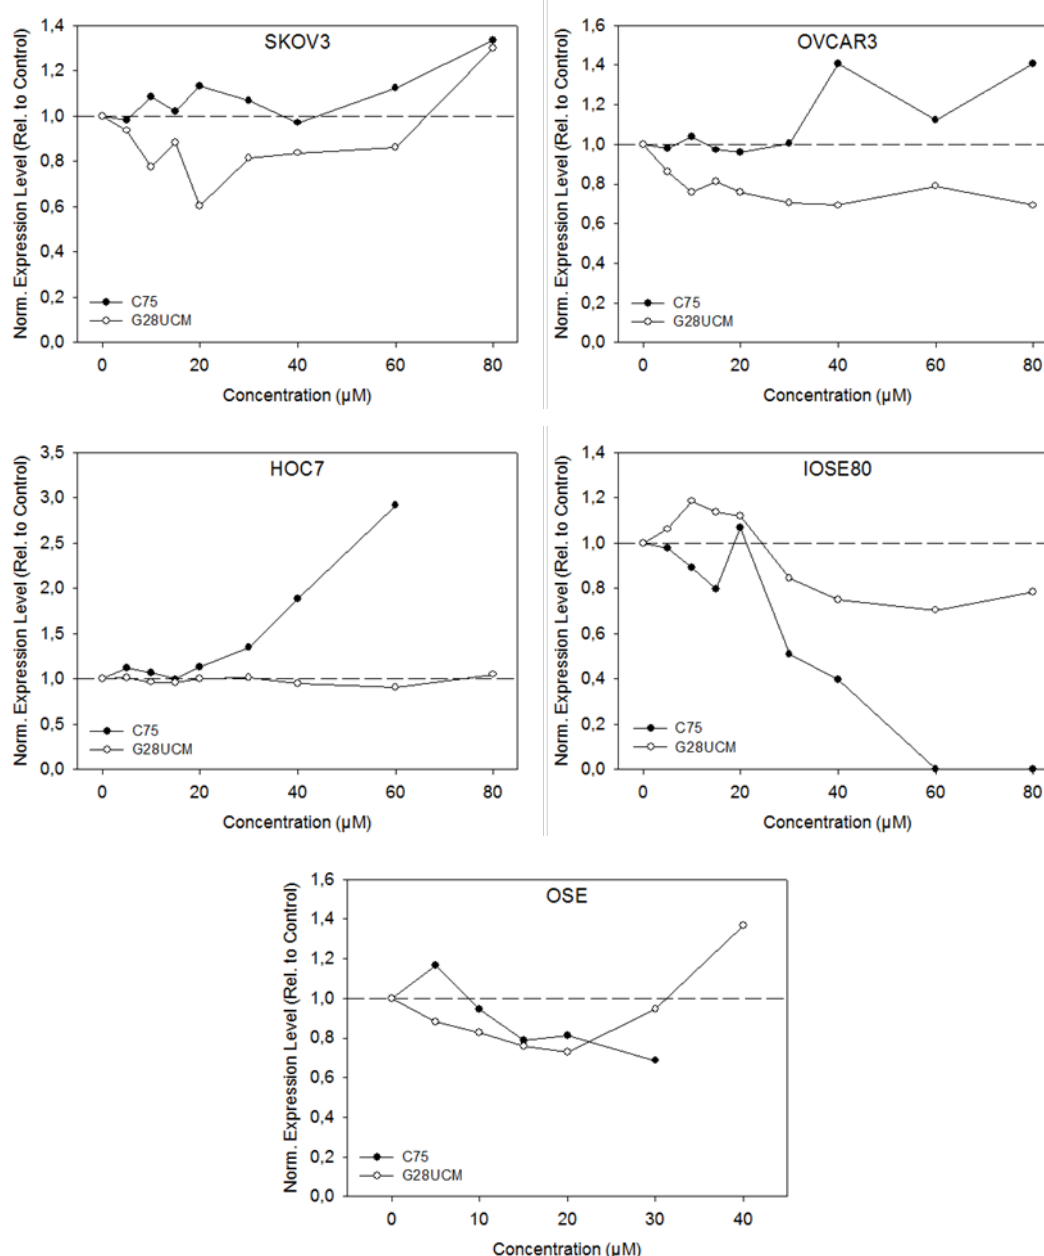 SKOV3
Norm. Expression Level (Rel. to Control)
1,4
1,2
1,0
0,8
0,6
0,4
0,2
0,0
C75
G28UCM
0 20 40 60 80
Concentration (µM)
OVCAR3
Norm. Expression Level (Rel. to Control)
1,6
1,4
1,2
1,0
0,8
0,6
0,4
0,2
0,0
C75
G28UCM
0 20 40 60 80
Concentration (µM)
HOC7
Norm. Expression Level (Rel. to Control)
3,5
3,0
2,5
2,0
1,5
1,0
0,5
0,0
C75
G28UCM
0 20 40 60 80
Concentration (µM)
IOSE80
Norm. Expression Level (Rel. to Control)
1,4
1,2
1,0
0,8
0,6
0,4
0,2
0,0
C75
G28UCM
0 20 40 60 80
Concentration (µM)
OSE
Norm. Expression Level (Rel. to Control)
1,6
1,4
1,2
1,0
0,8
0,6
0,4
0,2
0,0
C75
G28UCM
0 10 20 30 40
Concentration (µM)